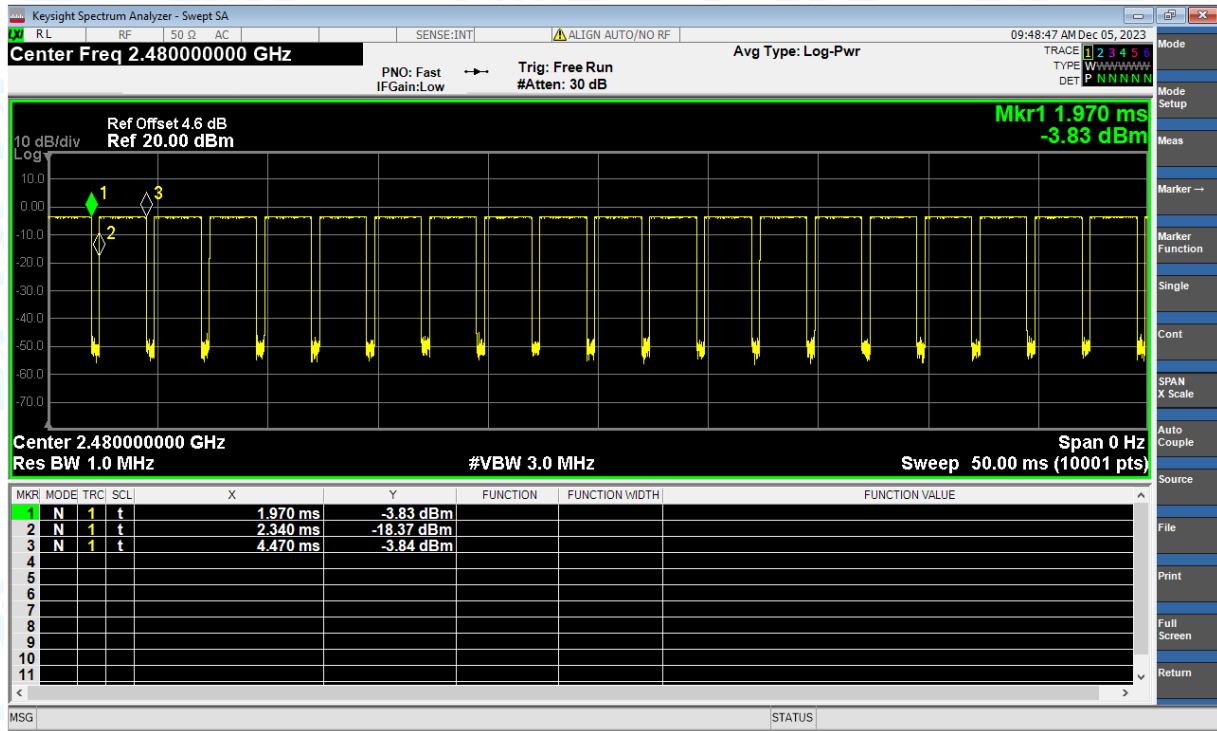 Keysight Spectrum Analyzer - Swept SA
LXI RL RF 50 Ω AC SENSE:INT ALIGN AUTO/NO RF 09:48:47 AM Dec 05, 2023
Center Freq 2.480000000 GHz
PNO: Fast
IFGain:Low
Trig: Free Run
#Atten: 30 dB
Avg Type: Log-Pwr
TRACE 1 2 3 4 5 6
TYPE WWWWWW
DET P N N N N N
Mkr1 1.970 ms
-3.83 dBm
Ref Offset 4.6 dB
10 dB/div Ref 20.00 dBm
Log
10.0
0.00
-10.0
-20.0
-30.0
-40.0
-50.0
-60.0
-70.0
1
3
2
Center 2.480000000 GHz Span 0 Hz
Res BW 1.0 MHz #VBW 3.0 MHz Sweep 50.00 ms (10001 pts)
MKR MODE TRC SCL X Y FUNCTION FUNCTION WIDTH FUNCTION VALUE
1 N 1 t 1.970 ms -3.83 dBm
2 N 1 t 2.340 ms -18.37 dBm
3 N 1 t 4.470 ms -3.84 dBm
4
5
6
7
8
9
10
11
MSG STATUS
Mode
Mode
Setup
Meas
Marker →
Marker
Function
Single
Cont
SPAN
X Scale
Auto
Couple
Source
File
Print
Full
Screen
Return